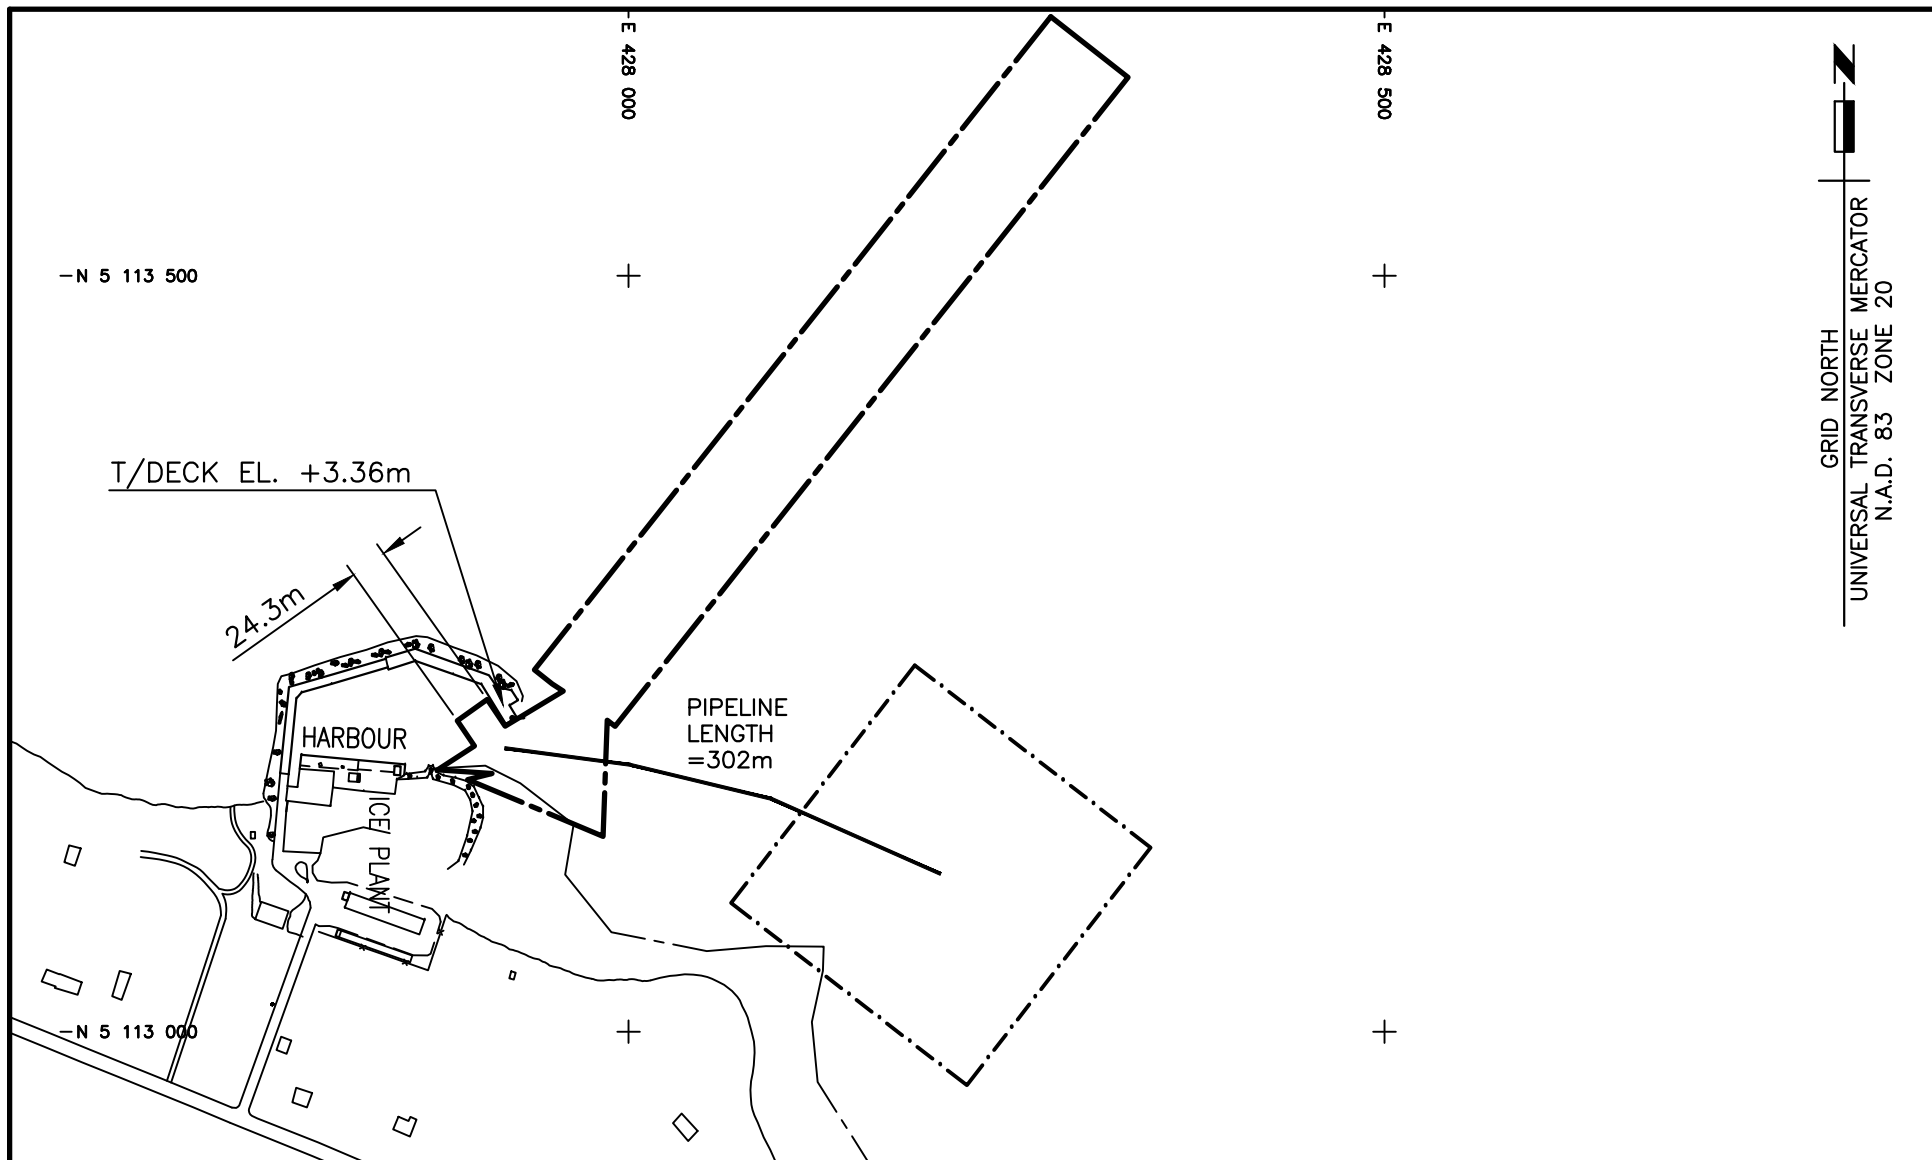 E 428 000
E 428 500
N
-N 5 113 500
GRID NORTH
UNIVERSAL TRANSVERSE MERCATOR
N.A.D. 83 ZONE 20
T/DECK EL. +3.36m
24.3m
PIPELINE
LENGTH
=302m
HARBOUR
ICE PLANT
-N 5 113 000